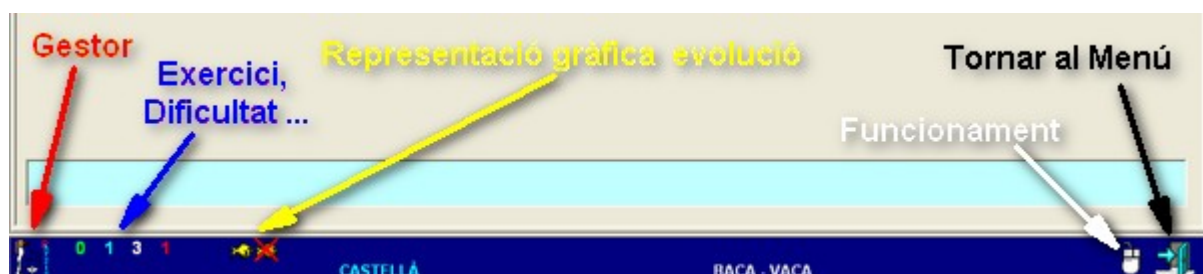 Gestor
Exercici,
Dificultat ...
Representació gràfica evolució
Tornar al Menú
Funcionament
0 1 3 1
CASTELLÀ
BACA - VACA